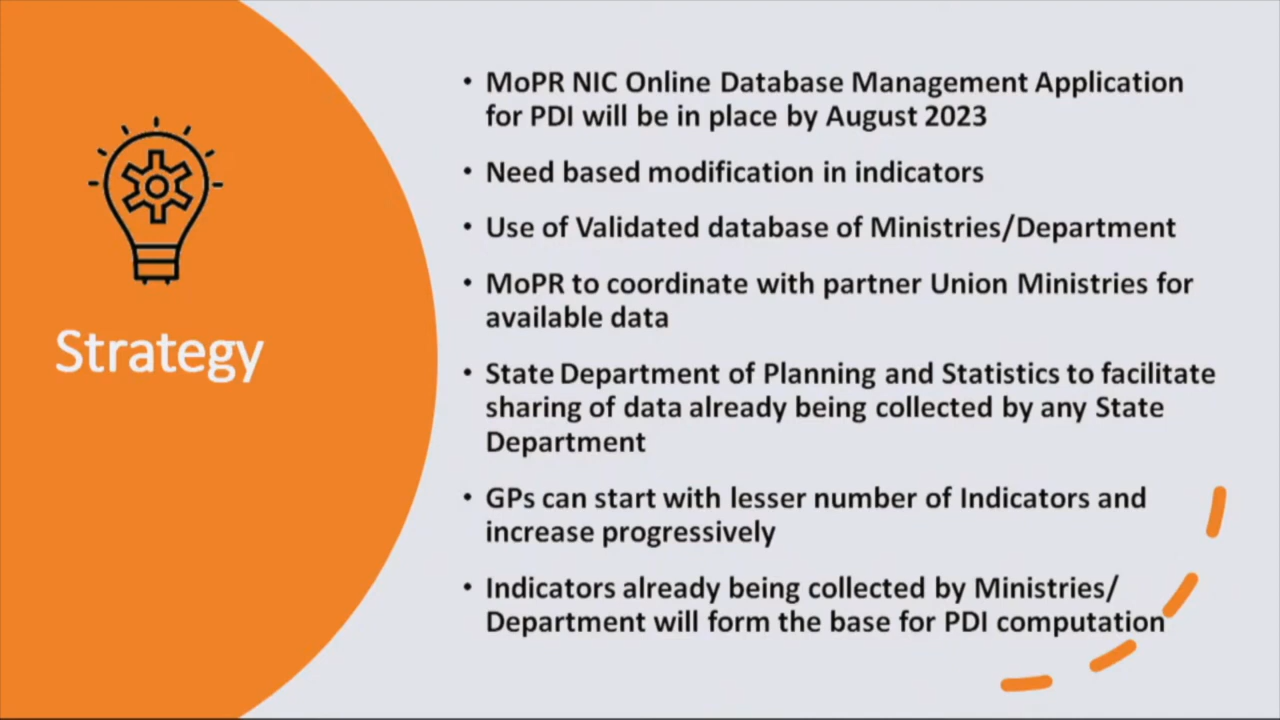 Strategy
• MoPR NIC Online Database Management Application
for PDI will be in place by August 2023
• Need based modification in indicators
• Use of Validated database of Ministries/Department
• MoPR to coordinate with partner Union Ministries for
available data
• State Department of Planning and Statistics to facilitate
sharing of data already being collected by any State
Department
• GPs can start with lesser number of Indicators and
increase progressively
• Indicators already being collected by Ministries/
Department will form the base for PDI computation